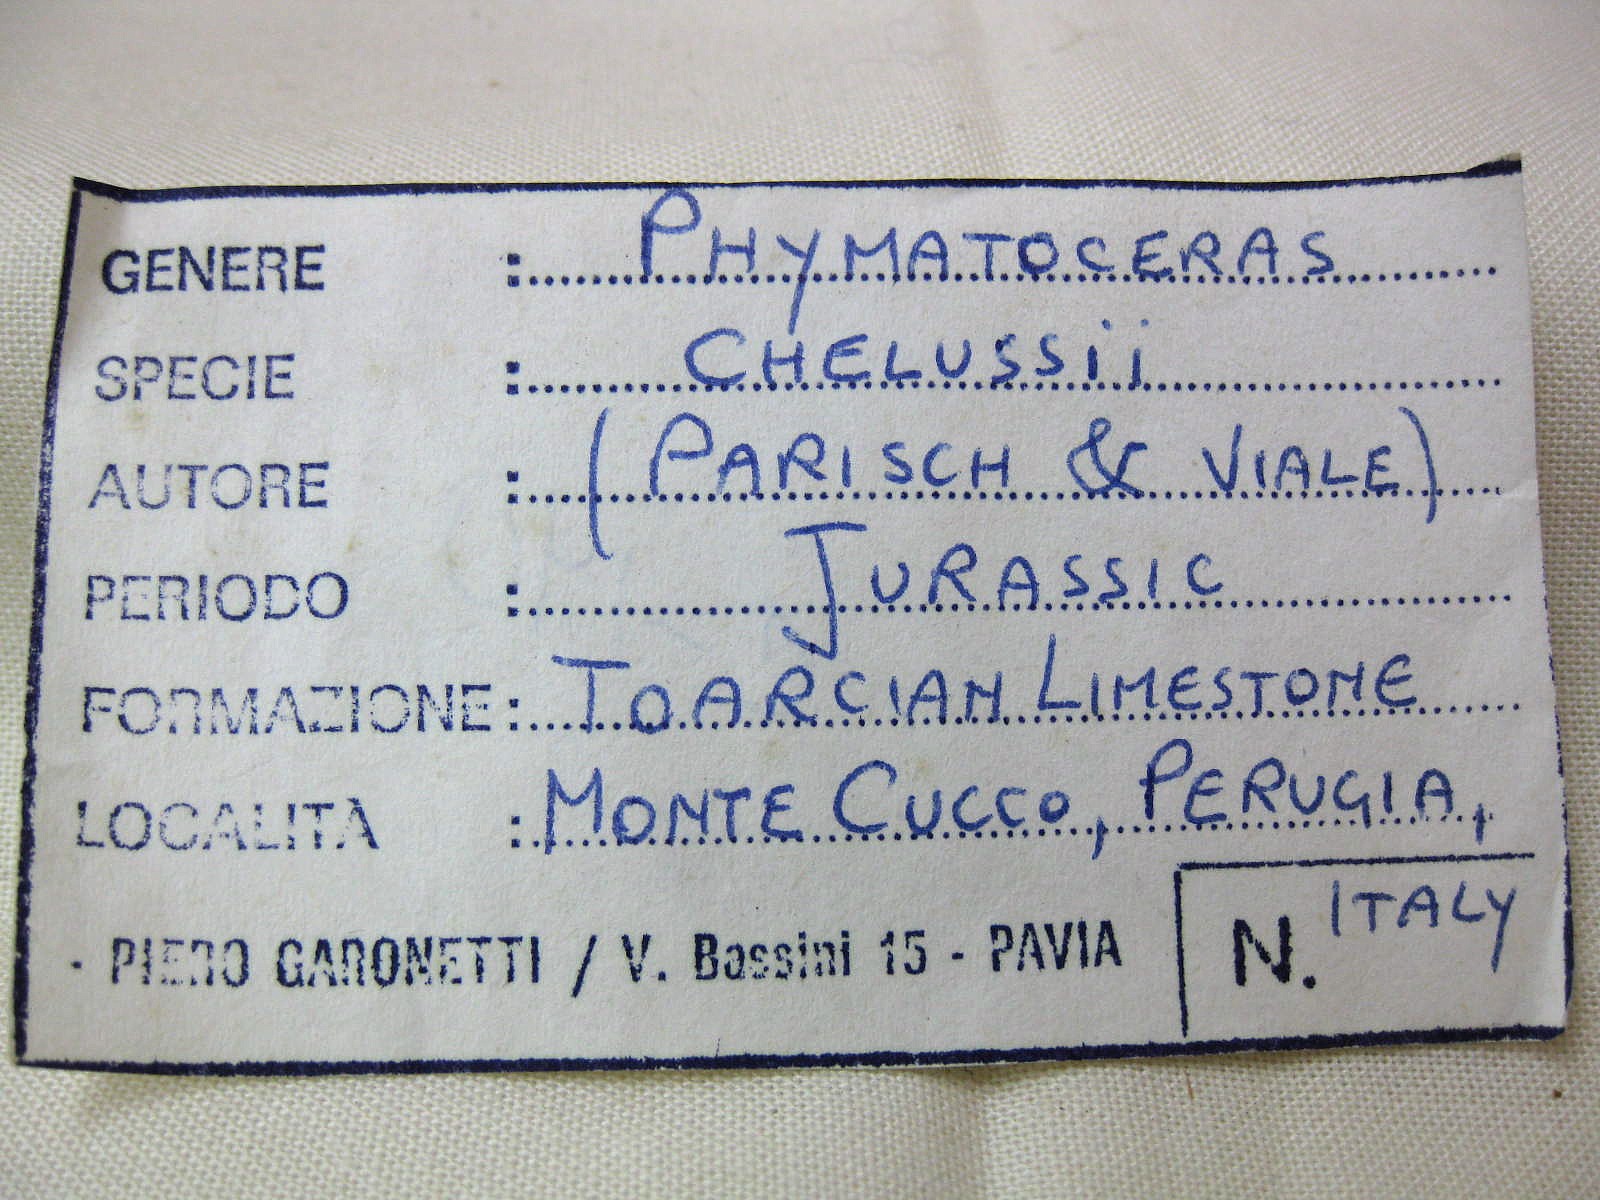 GENERE : PHYMATOCERAS
SPECIE : CHELUSSii
AUTORE : (PARISCH & VIALE)
PERIODO : JURASSIC
FORMAZIONE: TOARCIAN LIMESTONE
LOCALITÀ : MONTE CUCCO, PERUGIA,
ITALY
- PIERO GARONETTI / V. Bassini 15 - PAVIA N.